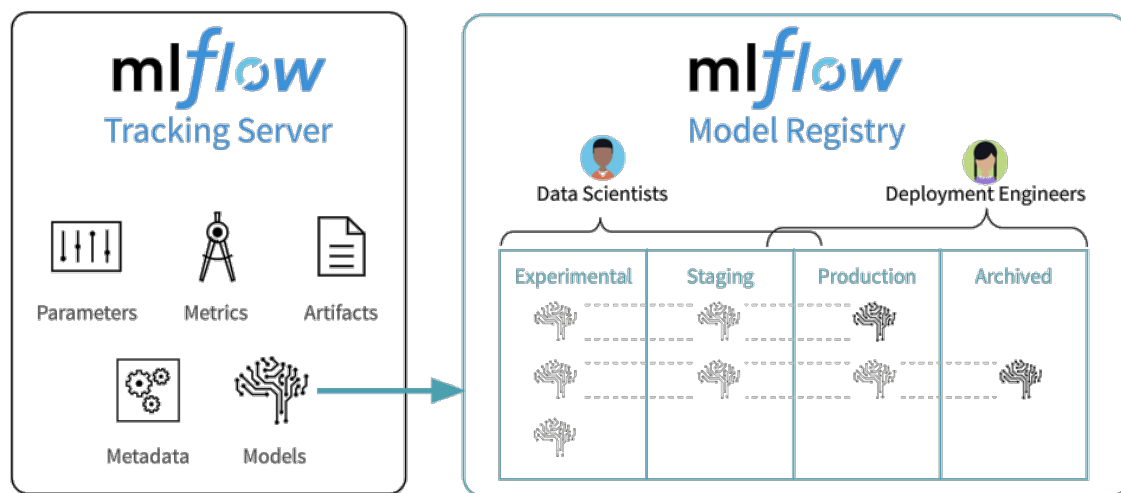 mlflow
Tracking Server
Parameters
Metrics
Artifacts
Metadata
Models
mlflow
Model Registry
Data Scientists
Deployment Engineers
Experimental
Staging
Production
Archived